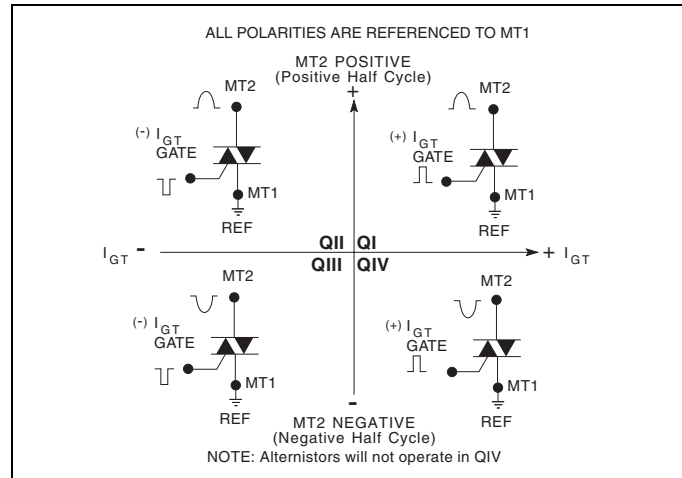 ALL POLARITIES ARE REFERENCED TO MT1
MT2 POSITIVE
(Positive Half Cycle)
+
MT2
(-) IGT
GATE
MT1
REF
MT2
(+) IGT
GATE
MT1
REF
IGT -
QII QI
+ IGT
QIII QIV
MT2
(-) IGT
GATE
MT1
REF
MT2
(+) IGT
GATE
MT1
REF
-
MT2 NEGATIVE
(Negative Half Cycle)
NOTE: Alternistors will not operate in QIV